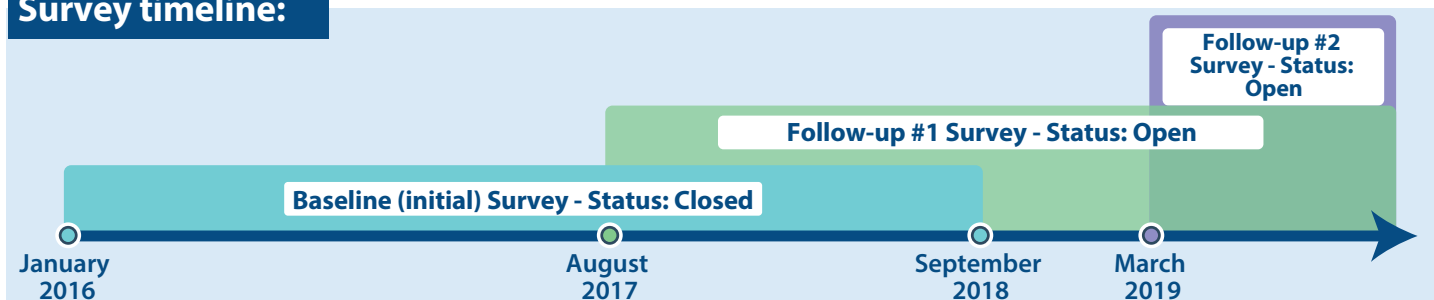 Survey timeline:
Follow-up #2
Survey - Status:
Open
Follow-up #1 Survey - Status: Open
Baseline (initial) Survey - Status: Closed
January
2016
August
2017
September
2018
March
2019